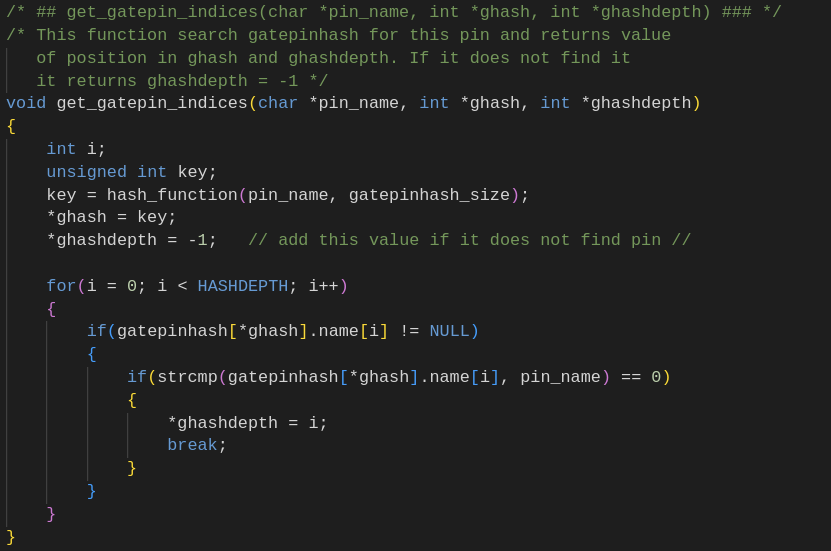 /* ## get_gatepin_indices(char *pin_name, int *ghash, int *ghashdepth) ### */
/* This function search gatepinhash for this pin and returns value
   of position in ghash and ghashdepth. If it does not find it
   it returns ghashdepth = -1 */
void get_gatepin_indices(char *pin_name, int *ghash, int *ghashdepth)
{
    int i;
    unsigned int key;
    key = hash_function(pin_name, gatepinhash_size);
    *ghash = key;
    *ghashdepth = -1;   // add this value if it does not find pin //

    for(i = 0; i < HASHDEPTH; i++)
    {
        if(gatepinhash[*ghash].name[i] != NULL)
        {
            if(strcmp(gatepinhash[*ghash].name[i], pin_name) == 0)
            {
                *ghashdepth = i;
                break;
            }
        }
    }
}